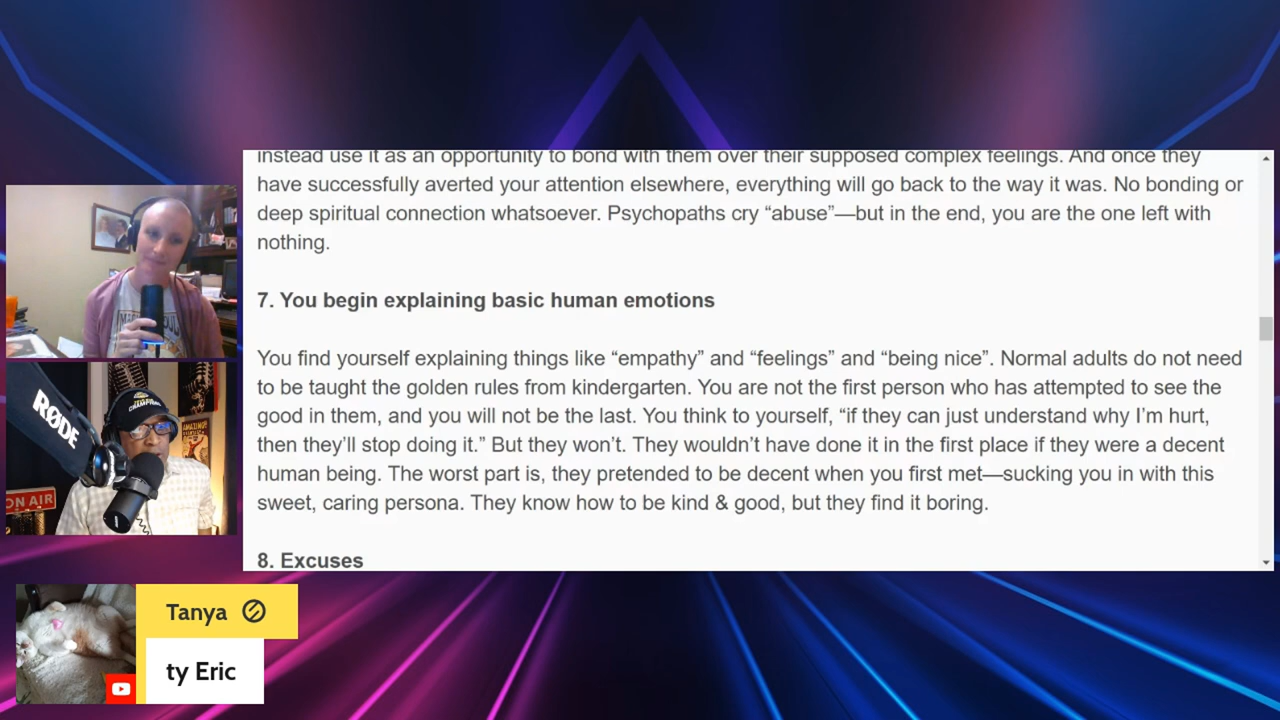 instead use it as an opportunity to bond with them over their supposed complex feelings. And once they
have successfully averted your attention elsewhere, everything will go back to the way it was. No bonding or
deep spiritual connection whatsoever. Psychopaths cry “abuse”—but in the end, you are the one left with
nothing.
7. You begin explaining basic human emotions
You find yourself explaining things like “empathy” and “feelings” and “being nice”. Normal adults do not need
to be taught the golden rules from kindergarten. You are not the first person who has attempted to see the
good in them, and you will not be the last. You think to yourself, “if they can just understand why I’m hurt,
then they’ll stop doing it.” But they won’t. They wouldn’t have done it in the first place if they were a decent
human being. The worst part is, they pretended to be decent when you first met—sucking you in with this
sweet, caring persona. They know how to be kind & good, but they find it boring.
8. Excuses
RØDE
ON AIR
Tanya
ty Eric